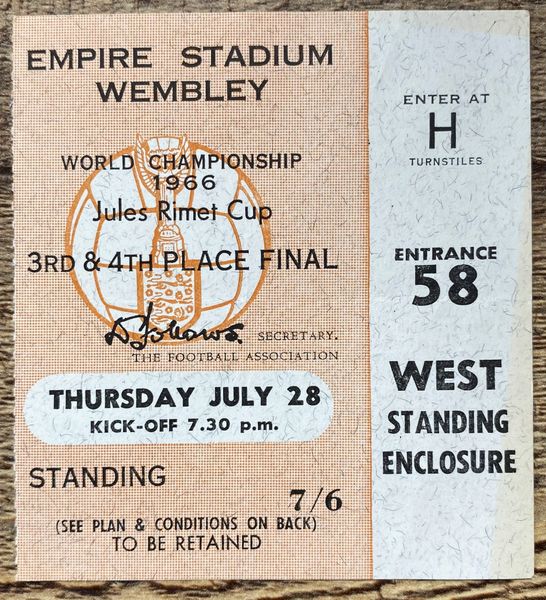 EMPIRE STADIUM
WEMBLEY
WORLD CHAMPIONSHIP
1966
Jules Rimet Cup
3RD & 4TH PLACE FINAL
D Follows.
SECRETARY.
THE FOOTBALL ASSOCIATION
THURSDAY JULY 28
KICK-OFF 7.30 p.m.
STANDING
7/6
(SEE PLAN & CONDITIONS ON BACK)
TO BE RETAINED
ENTER AT
H
TURNSTILES
ENTRANCE
58
WEST
STANDING
ENCLOSURE